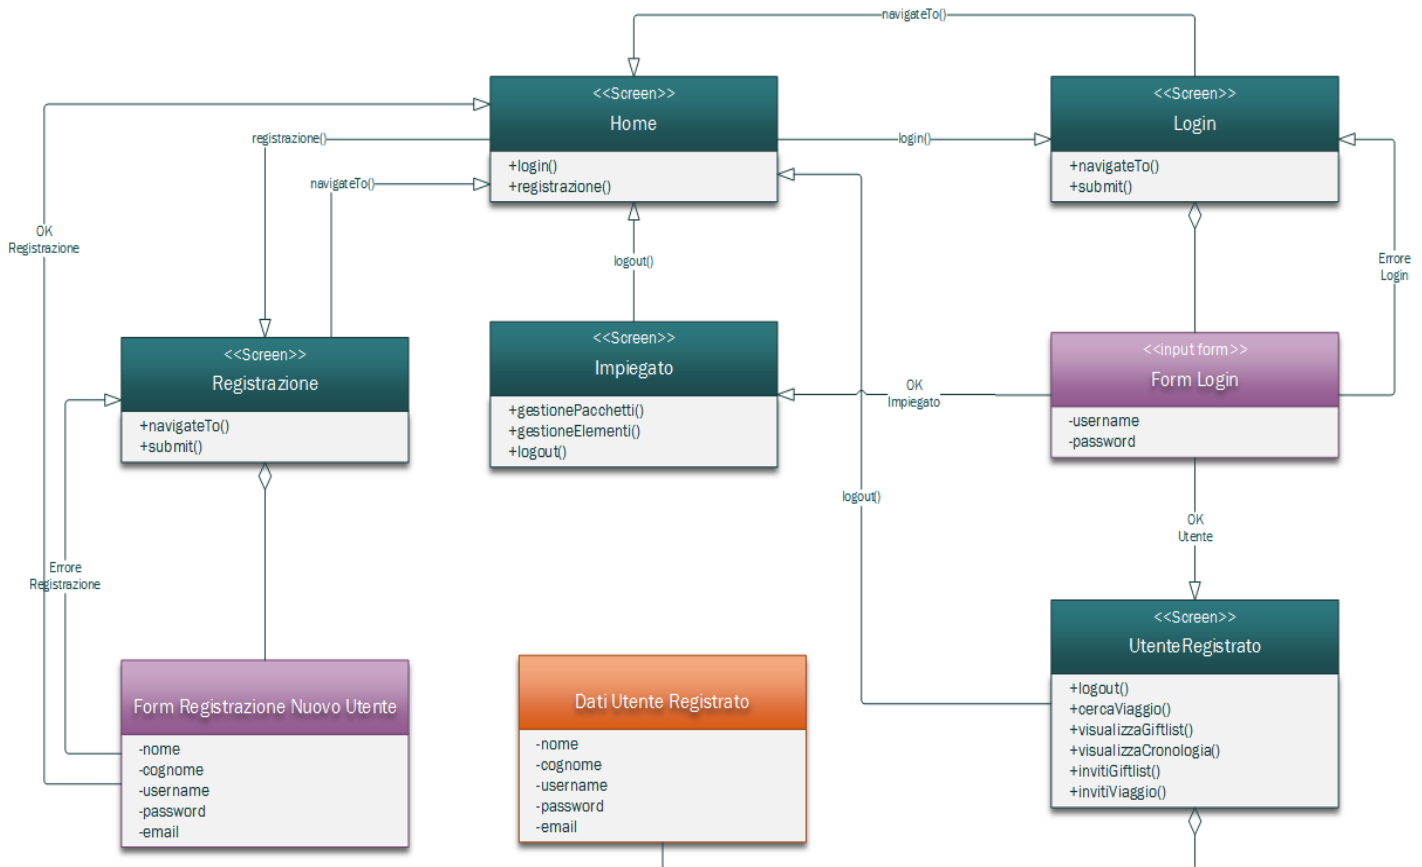 navigateTo()
<<Screen>>
Home
+login()
+registrazione()
<<Screen>>
Login
+navigateTo()
+submit()
registrazione()
login()
navigateTo()
OK
Registrazione
logout()
Errore
Login
<<Screen>>
Registrazione
+navigateTo()
+submit()
<<Screen>>
Impiegato
+gestionePacchetti()
+gestioneElementi()
+logout()
OK
Impiegato
<<input form>>
Form Login
-username
-password
logout()
OK
Utente
Errore
Registrazione
Form Registrazione Nuovo Utente
-nome
-cognome
-username
-password
-email
Dati Utente Registrato
-nome
-cognome
-username
-password
-email
<<Screen>>
UtenteRegistrato
+logout()
+cercaViaggio()
+visualizzaGiftlist()
+visualizzaCronologia()
+invitiGiftlist()
+invitiViaggio()